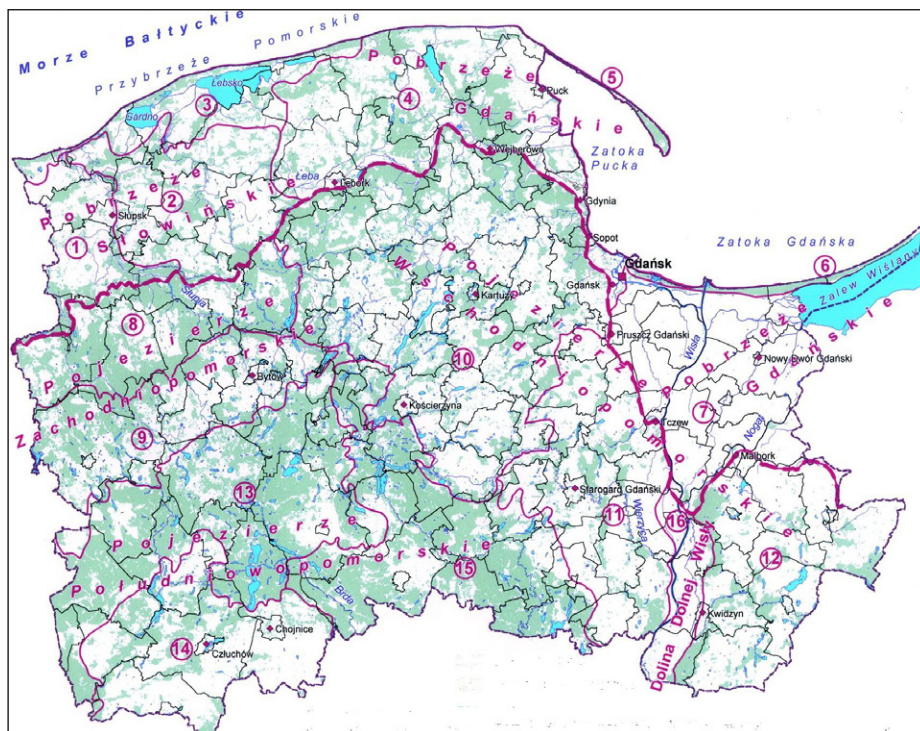 Morze Bałtyckie
Przybrzeże Pomorskie
Pobrzeże
Gdańskie
Łebsko
Gardno
3
4
5
Puck
Zatoka
Pucka
Wejherowo
Łeba
Lębork
Gdynia
Sopot
Pobrzeże
Słowińskie
1
2
Słupsk
Zatoka Gdańska
6
Gdańsk
Gdańsk
Zalew Wiślany
Słupia
8
Pojezierze
Zachodniopomorskie
Bytów
9
Pojezierze
Wschodniopomorskie
Kartuzy
10
Kościerzyna
Pruszcz Gdański
Wisła
Pobrzeże
Gdańskie
Nowy Dwór Gdański
7
Nogat
Tczew
Malbork
Starogard Gdański
11
Wierzyca
16
12
13
Pojezierze
Południowopomorskie
15
Brda
Dolina Dolnej Wisły
Kwidzyn
Chojnice
14
Człuchów